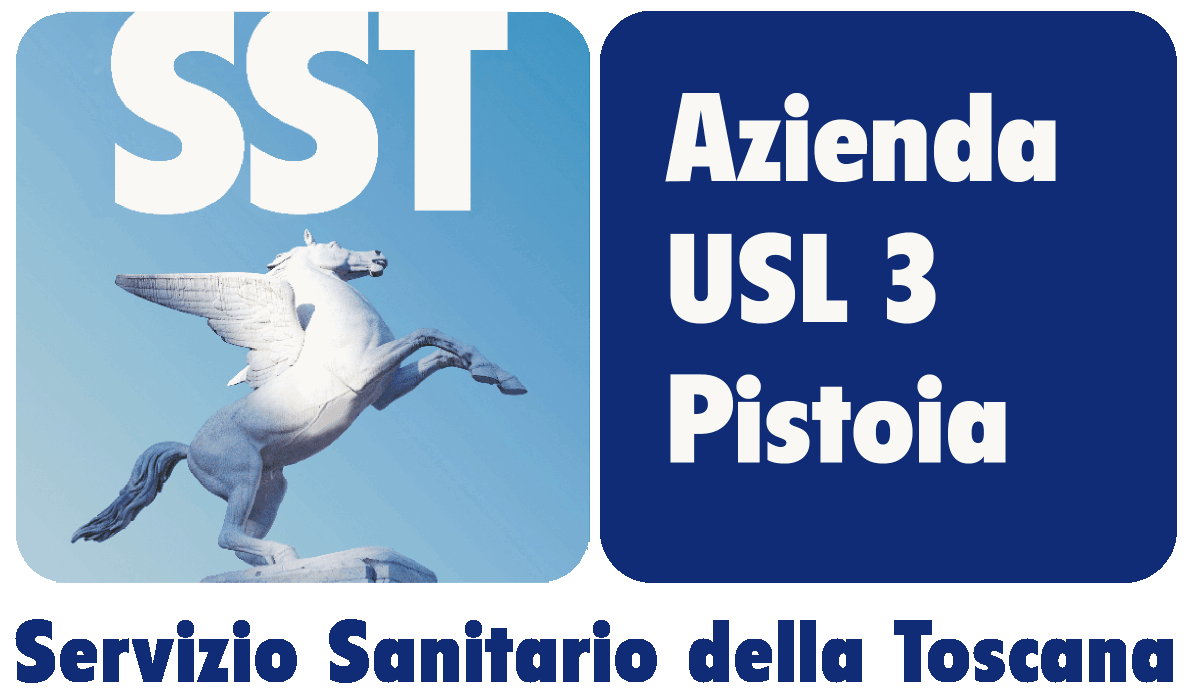 SST
Azienda
USL 3
Pistoia
Servizio Sanitario della Toscana